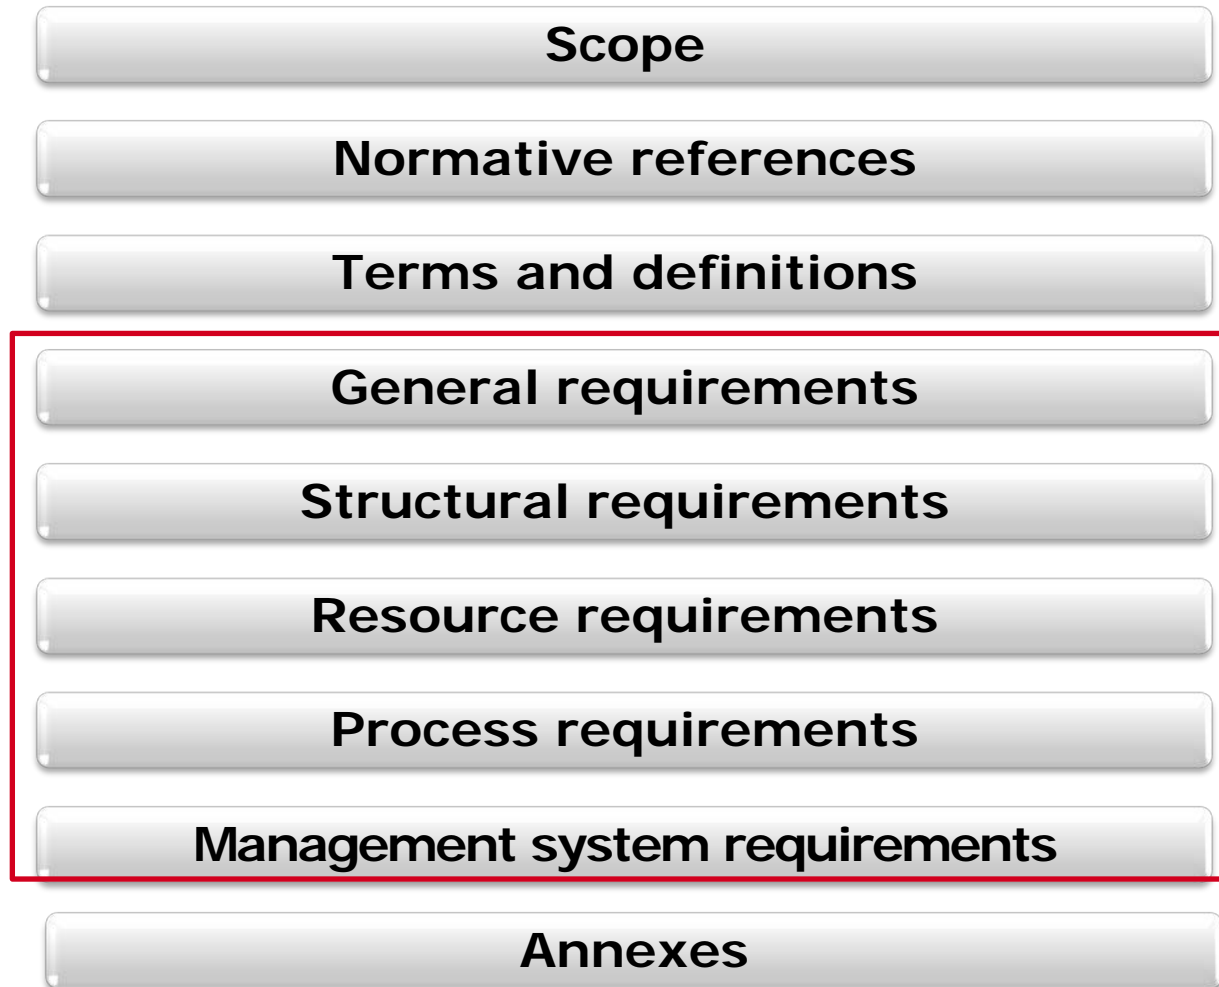 Scope
Normative references
Terms and definitions
General requirements
Structural requirements
Resource requirements
Process requirements
Management system requirements
Annexes